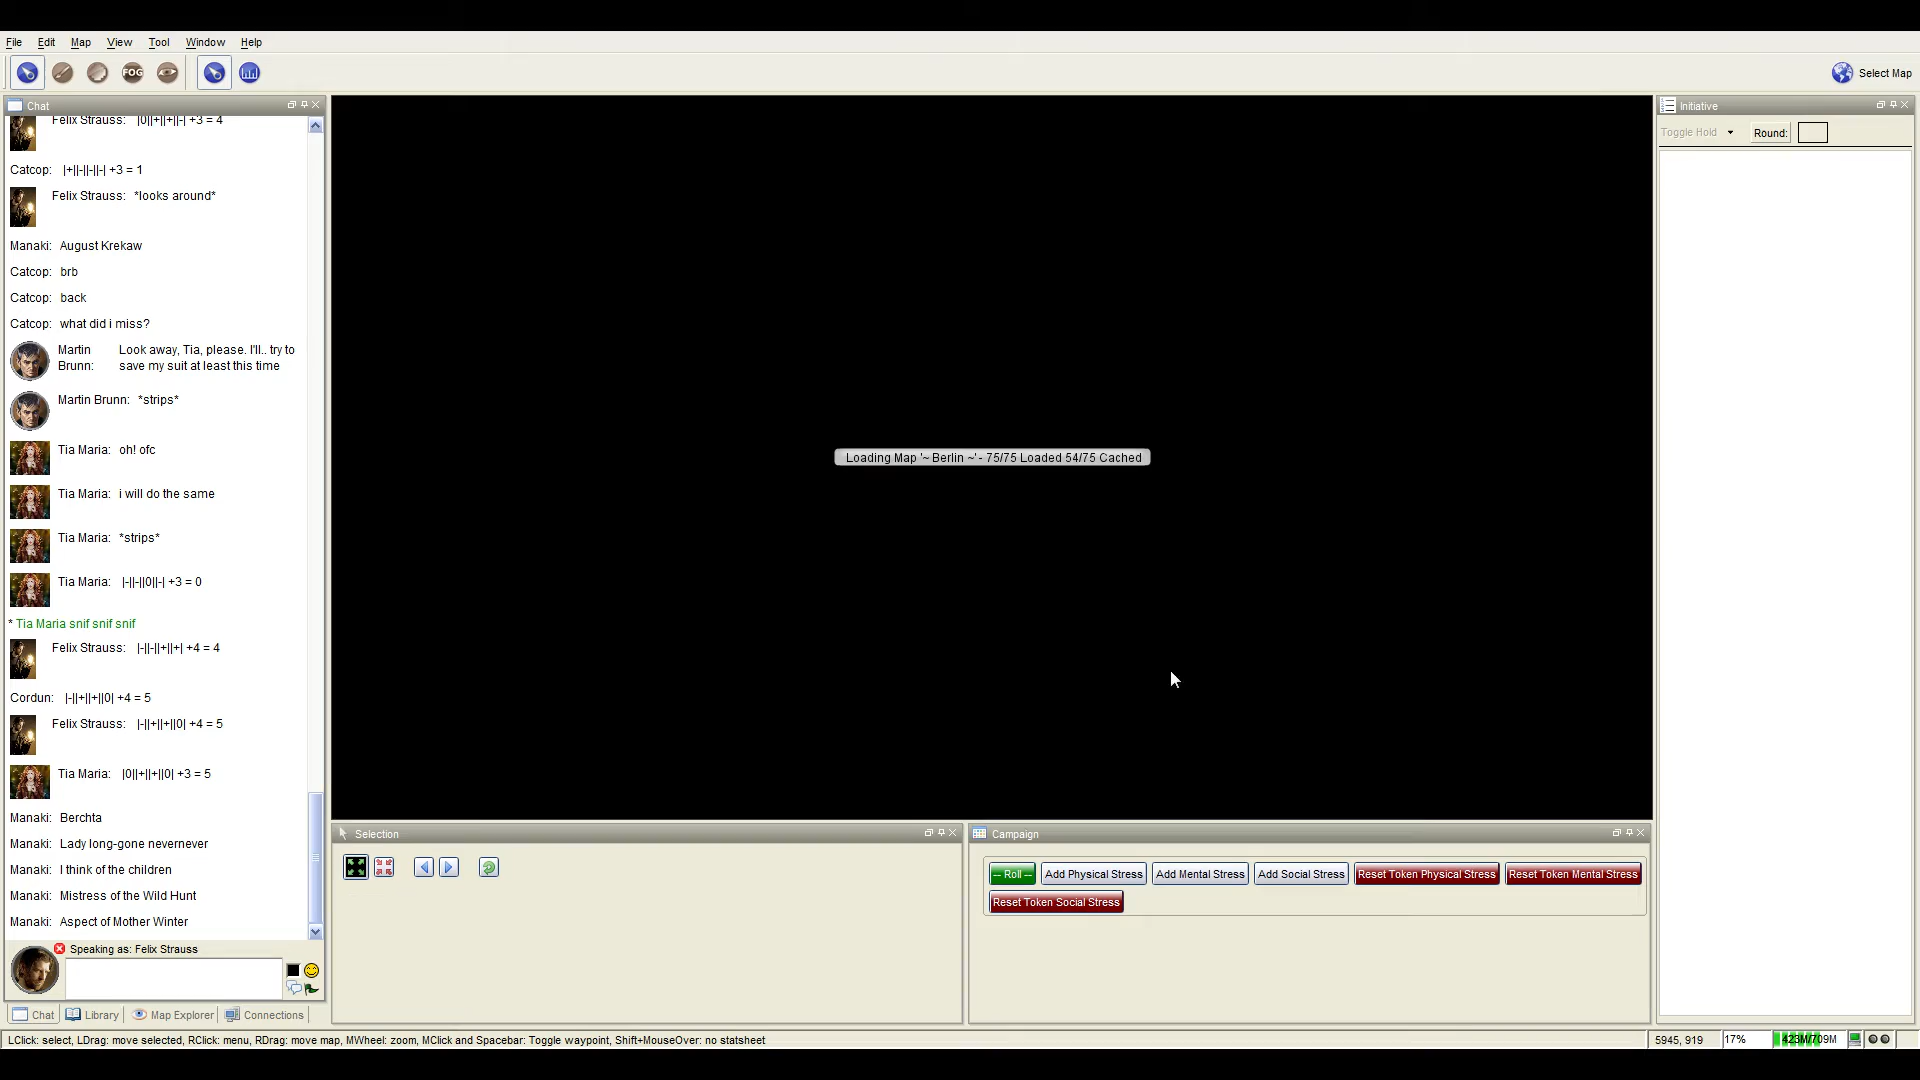 File Edit Map View Tool Window Help
FOG
Select Map
Chat
Felix Strauss: |0||+||+||-| +3 = 4
Catcop: |+||-||-||-| +3 = 1
Felix Strauss: *looks around*
Manaki: August Krekaw
Catcop: brb
Catcop: back
Catcop: what did i miss?
Martin Brunn: Look away, Tia, please. I'll.. try to
save my suit at least this time
Martin Brunn: *strips*
Tia Maria: oh! ofc
Tia Maria: i will do the same
Tia Maria: *strips*
Tia Maria: |-||-||0||-| +3 = 0
* Tia Maria snif snif snif
Felix Strauss: |-||-||+||+| +4 = 4
Cordun: |-||+||+||0| +4 = 5
Felix Strauss: |-||+||+||0| +4 = 5
Tia Maria: |0||+||+||0| +3 = 5
Manaki: Berchta
Manaki: Lady long-gone nevernever
Manaki: I think of the children
Manaki: Mistress of the Wild Hunt
Manaki: Aspect of Mother Winter
Speaking as: Felix Strauss
Chat Library Map Explorer Connections
Loading Map '~ Berlin ~' - 75/75 Loaded 54/75 Cached
Selection
Campaign
-- Roll -- Add Physical Stress Add Mental Stress Add Social Stress Reset Token Physical Stress Reset Token Mental Stress
Reset Token Social Stress
Initiative
Toggle Hold Round:
LClick: select, LDrag: move selected, RClick: menu, RDrag: move map, MWheel: zoom, MClick and Spacebar: Toggle waypoint, Shift+MouseOver: no statsheet
5945, 919 17% 423M/709M